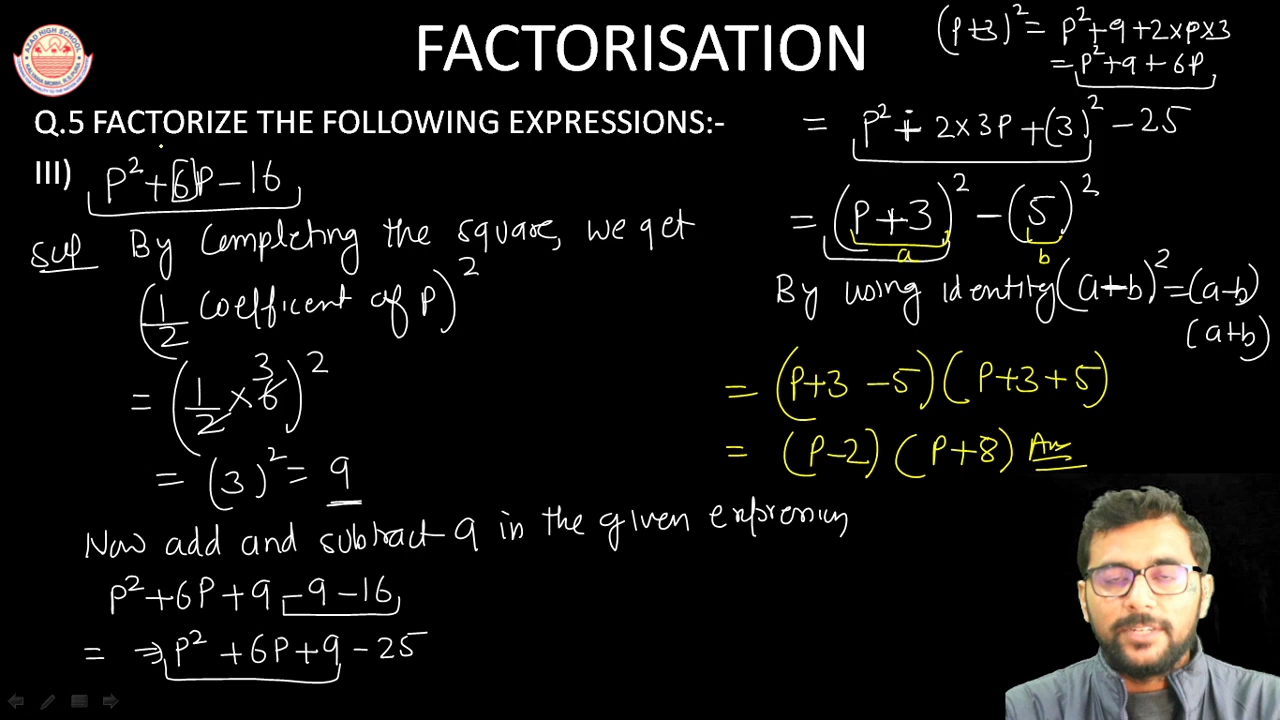 AZAD HIGH SCHOOL
FACTORISATION
Q.5 FACTORIZE THE FOLLOWING EXPRESSIONS:-
III) P² + 6P - 16
By Completing the square, we get
(1/2 Coefficient of P)²
= (1/2 × 6 3)²
= (3)² = 9
Now add and subtract 9 in the given expression,
P² + 6P + 9 - 9 - 16
= ⇒ P² + 6P + 9 - 25
(P+3)² = P² + 9 + 2×P×3
= P² + 9 + 6P
= P² + 2×3P + (3)² - 25
= (P+3)² - (5)²
a b
By using identity (a+b)² = (a-b)
(a+b)
= (P+3-5) (P+3+5)
= (P-2) (P+8) Ans